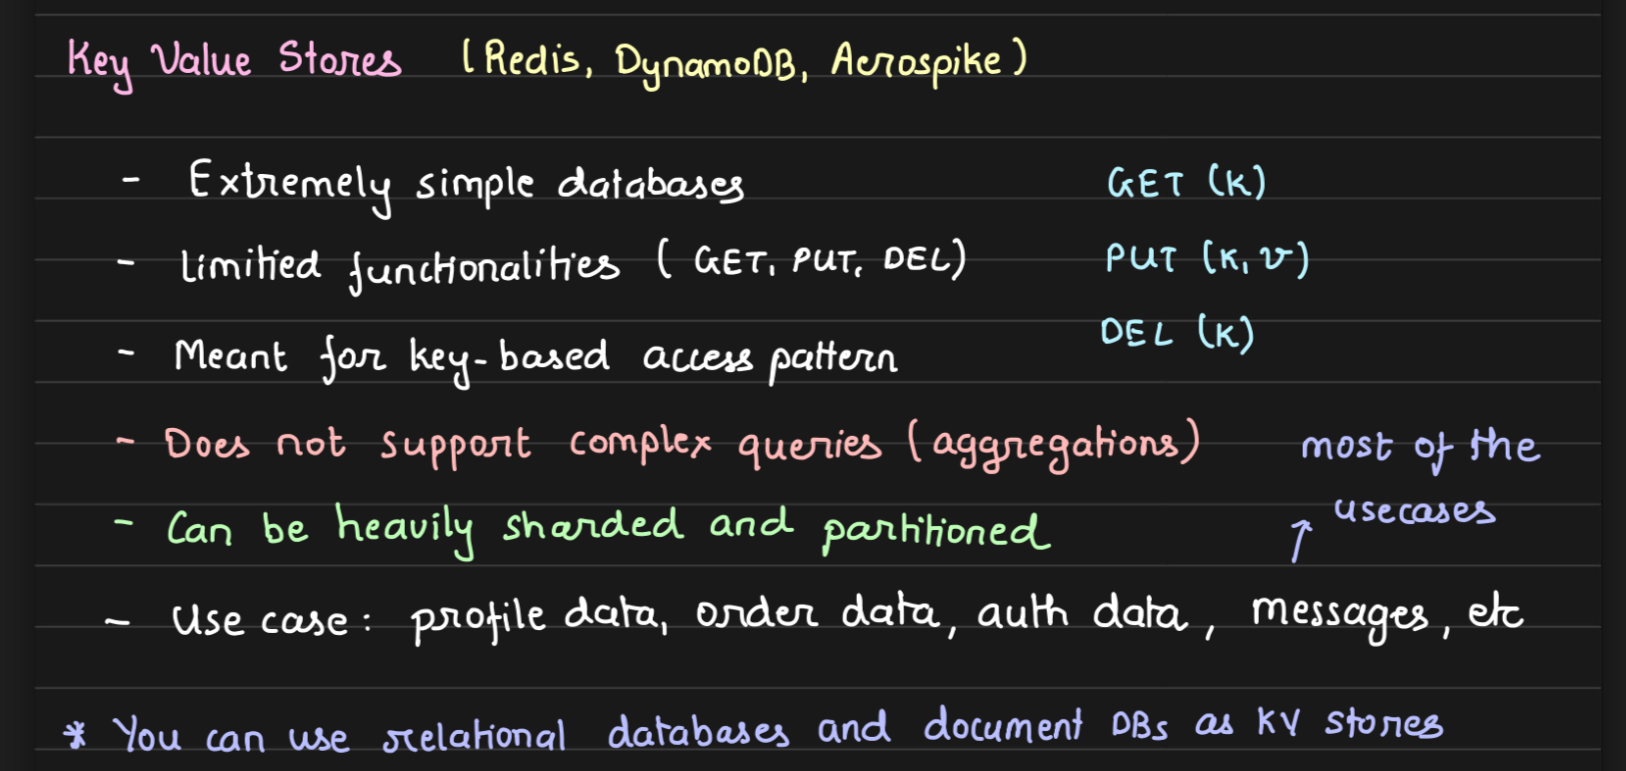 Key Value Stores (Redis, DynamoDB, Aerospike)
- Extremely simple databases GET (K)
- Limitied functionalities (GET, PUT, DEL) PUT (K, v)
- Meant for key-based access pattern DEL (K)
- Does not support complex queries (aggregations) most of the
- Can be heavily sharded and partitioned ↑ usecases
- Use case: profile data, order data, auth data, messages, etc
* You can use relational databases and document DBs as KV stores